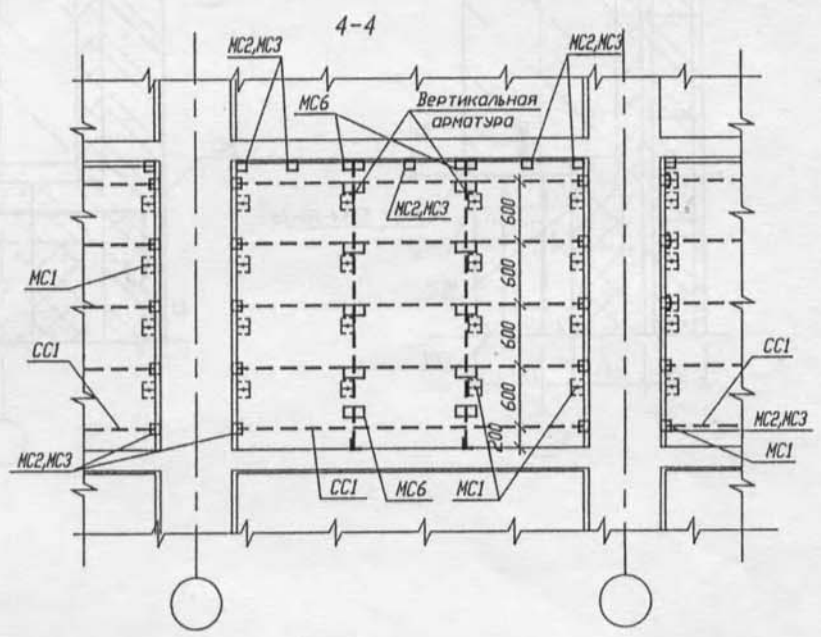 4-4
МС2,МС3
МС2,МС3
МС6
Вертикальная
арматура
МС2,МС3
600
МС1
600
600
СС1
СС1
600
МС2,МС3
200
МС2,МС3
МС1
СС1
МС6
МС1